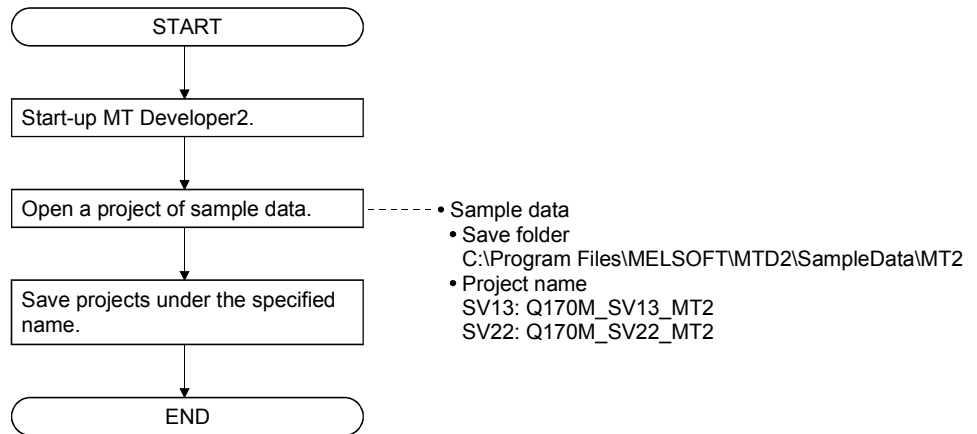 START
Start-up MT Developer2.
Open a project of sample data.
• Sample data
• Save folder
C:\Program Files\MELSOFT\MTD2\SampleData\MT2
• Project name
SV13: Q170M_SV13_MT2
SV22: Q170M_SV22_MT2
Save projects under the specified
name.
END